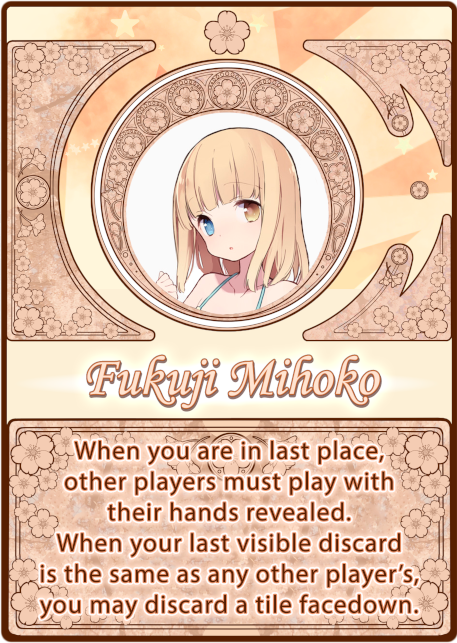 Fukuji Mihoko
When you are in last place,
other players must play with
their hands revealed.
When your last visible discard
is the same as any other player's,
you may discard a tile facedown.